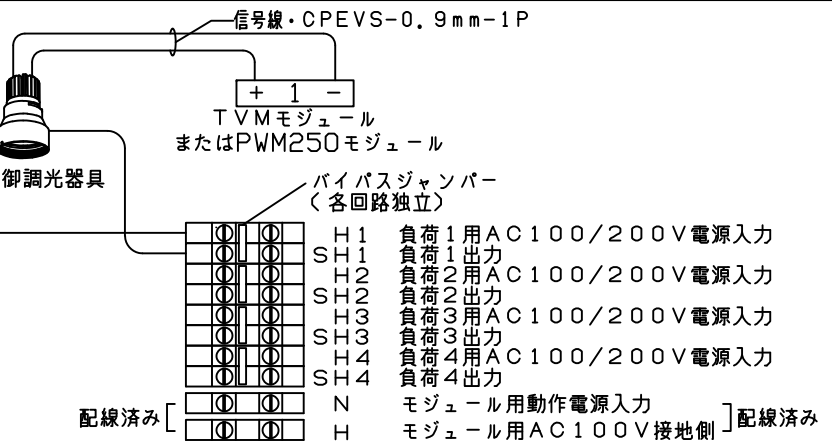 信号線・CPEVS-0.9mm-1P
+ 1 -
TVMモジュール
またはPWM250モジュール
御調光器具
バイパスジャンパー
(各回路独立)
H1 負荷1用AC100/200V電源入力
SH1 負荷1出力
H2 負荷2用AC100/200V電源入力
SH2 負荷2出力
H3 負荷3用AC100/200V電源入力
SH3 負荷3出力
H4 負荷4用AC100/200V電源入力
SH4 負荷4出力
配線済み N モジュール用動作電源入力 配線済み
H モジュール用AC100V接地側